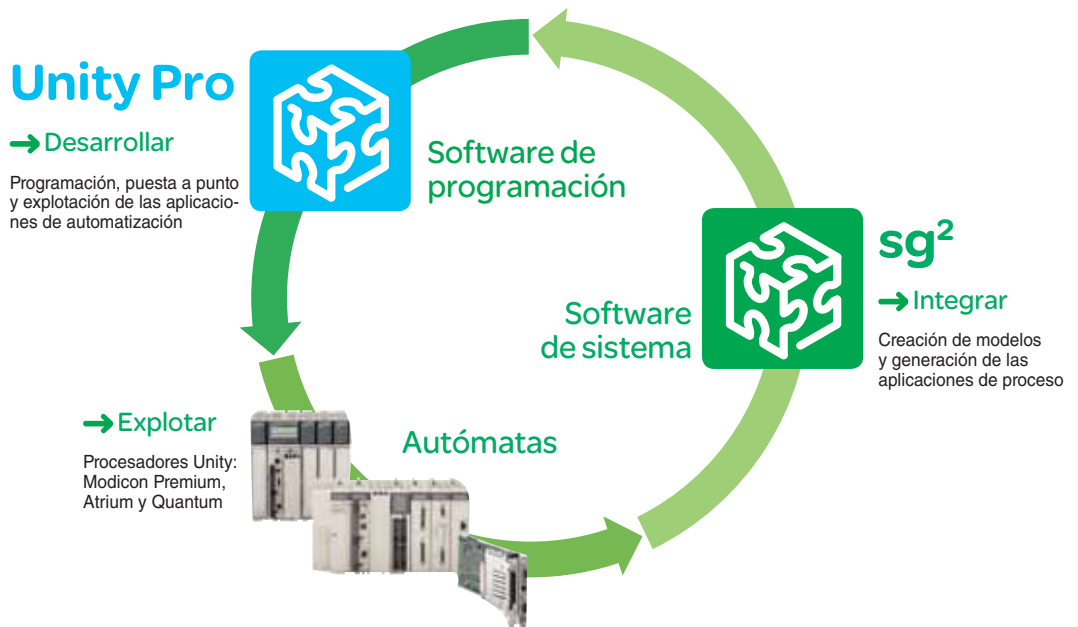 Unity Pro
→ Desarrollar
Programación, puesta a punto
y explotación de las aplicacio-
nes de automatización
Software de
programación
sg²
→ Integrar
Creación de modelos
y generación de las
aplicaciones de proceso
Software
de sistema
→ Explotar
Procesadores Unity:
Modicon Premium,
Atrium y Quantum
Autómatas